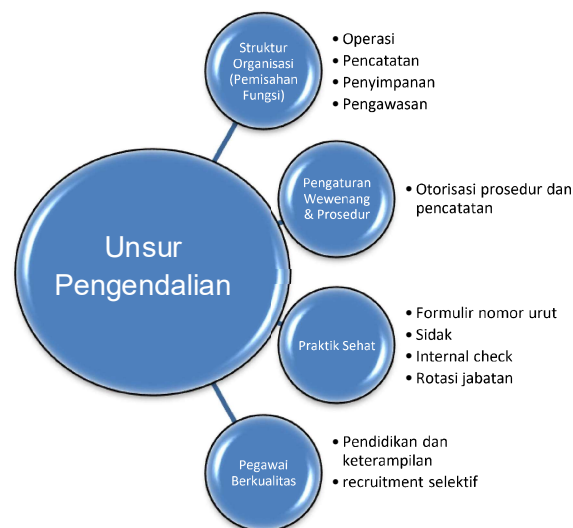 Unsur
Pengendalian
Struktur
Organisasi
(Pemisahan
Fungsi)
• Operasi
• Pencatatan
• Penyimpanan
• Pengawasan
Pengaturan
Wewenang
& Prosedur
• Otorisasi prosedur dan
pencatatan
Praktik Sehat
• Formulir nomor urut
• Sidak
• Internal check
• Rotasi jabatan
Pegawai
Berkualitas
• Pendidikan dan
keterampilan
• recruitment selektif